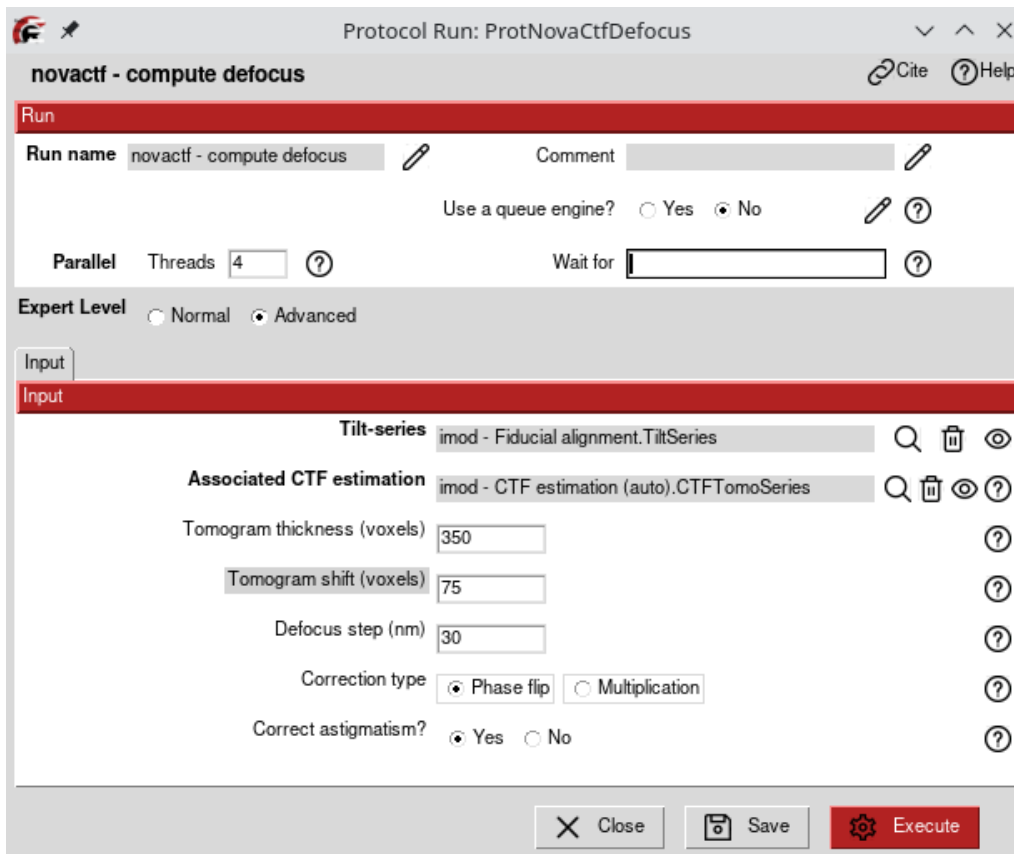 Protocol Run: ProtNovaCtfDefocus
novactf - compute defocus Cite Help
Run
Run name novactf - compute defocus Comment
Use a queue engine? Yes No
Parallel Threads 4 Wait for
Expert Level Normal Advanced
Input
Input
Tilt-series imod - Fiducial alignment.TiltSeries
Associated CTF estimation imod - CTF estimation (auto).CTFTomoSeries
Tomogram thickness (voxels) 350
Tomogram shift (voxels) 75
Defocus step (nm) 30
Correction type Phase flip Multiplication
Correct astigmatism? Yes No
Close Save Execute